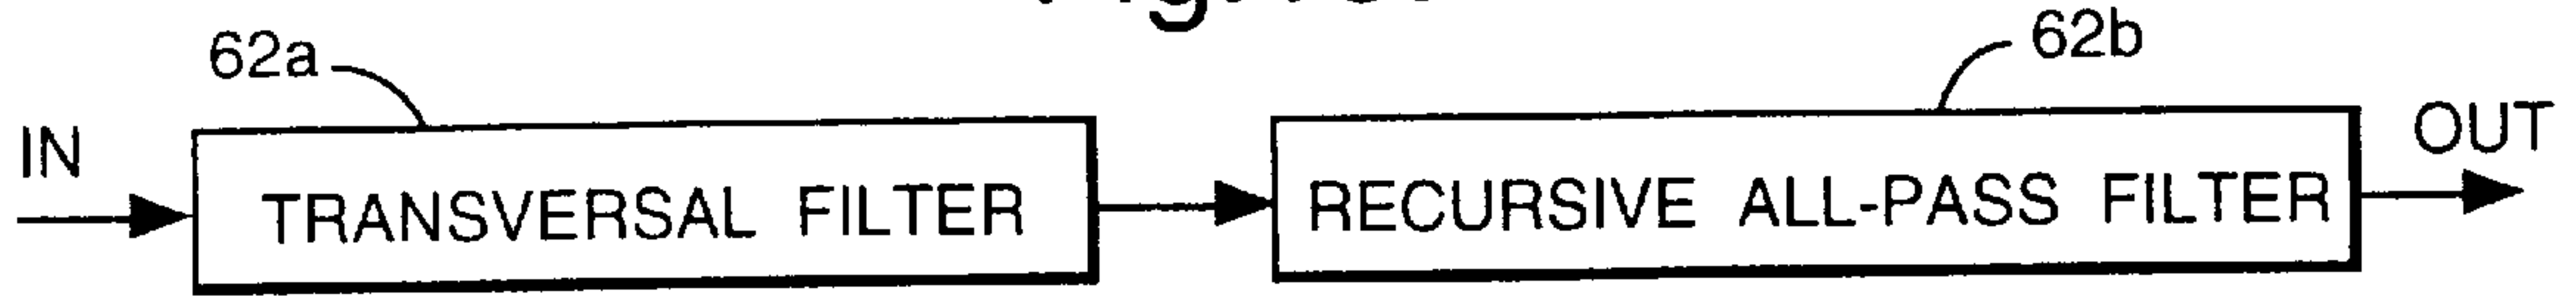 62a
62b
IN
TRANSVERSAL FILTER
RECURSIVE ALL-PASS FILTER
OUT